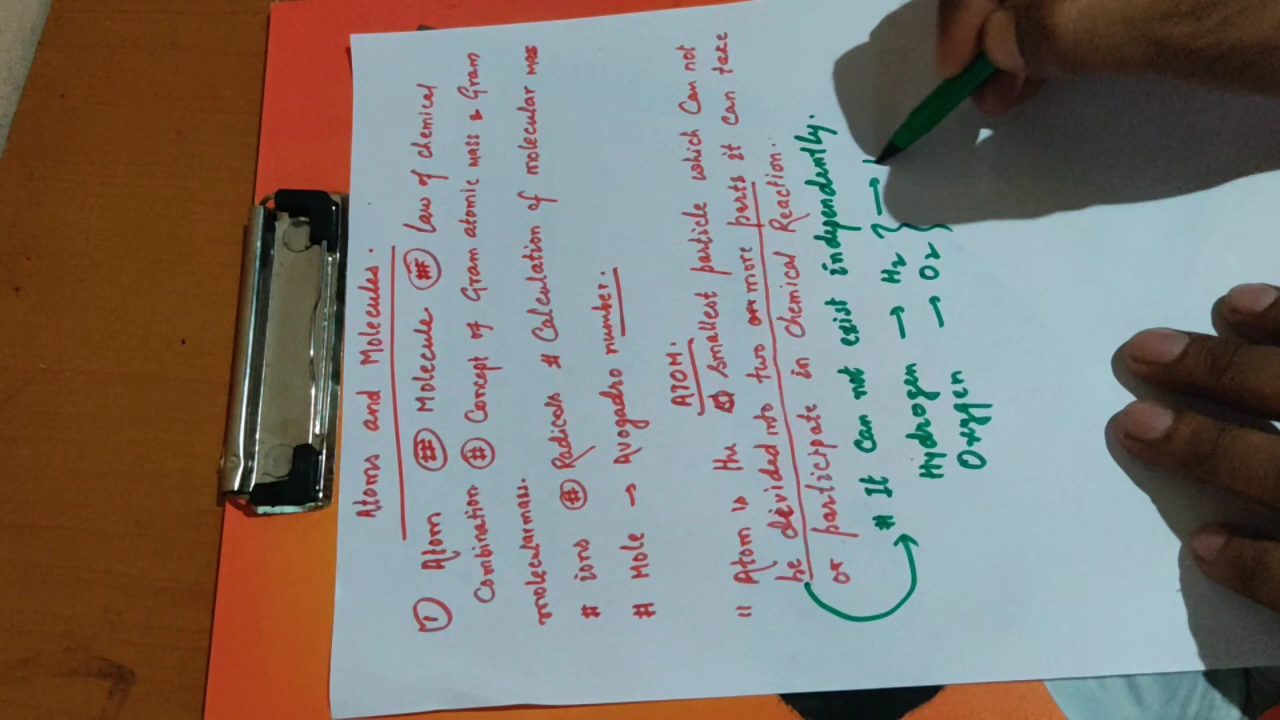 Atoms and Molecules.
① Atom # Molecule # Law of chemical
Combination # Concept of Gram atomic mass & Gram
molecular mass.
# ions # Radicals # Calculation of molecular mas
# Mole → Avogadro number.
ATOM.
" Atom is the smallest particle which Can not
be devided into two or more parts it can take
or participate in Chemical Reaction.
# It Can not exist independently.
Hydrogen → H₂ } →
Oxygen → O₂ }